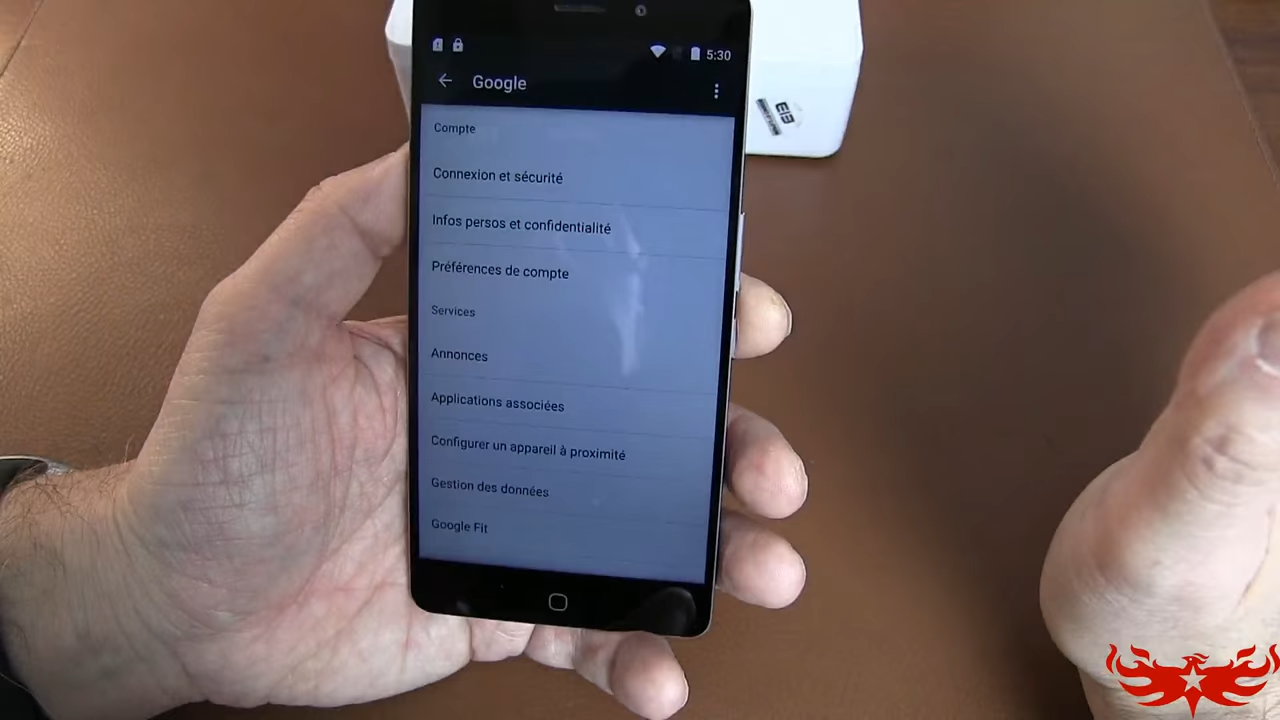 5:30
Google
Compte
Connexion et sécurité
Infos persos et confidentialité
Préférences de compte
Services
Annonces
Applications associées
Configurer un appareil à proximité
Gestion des données
Google Fit